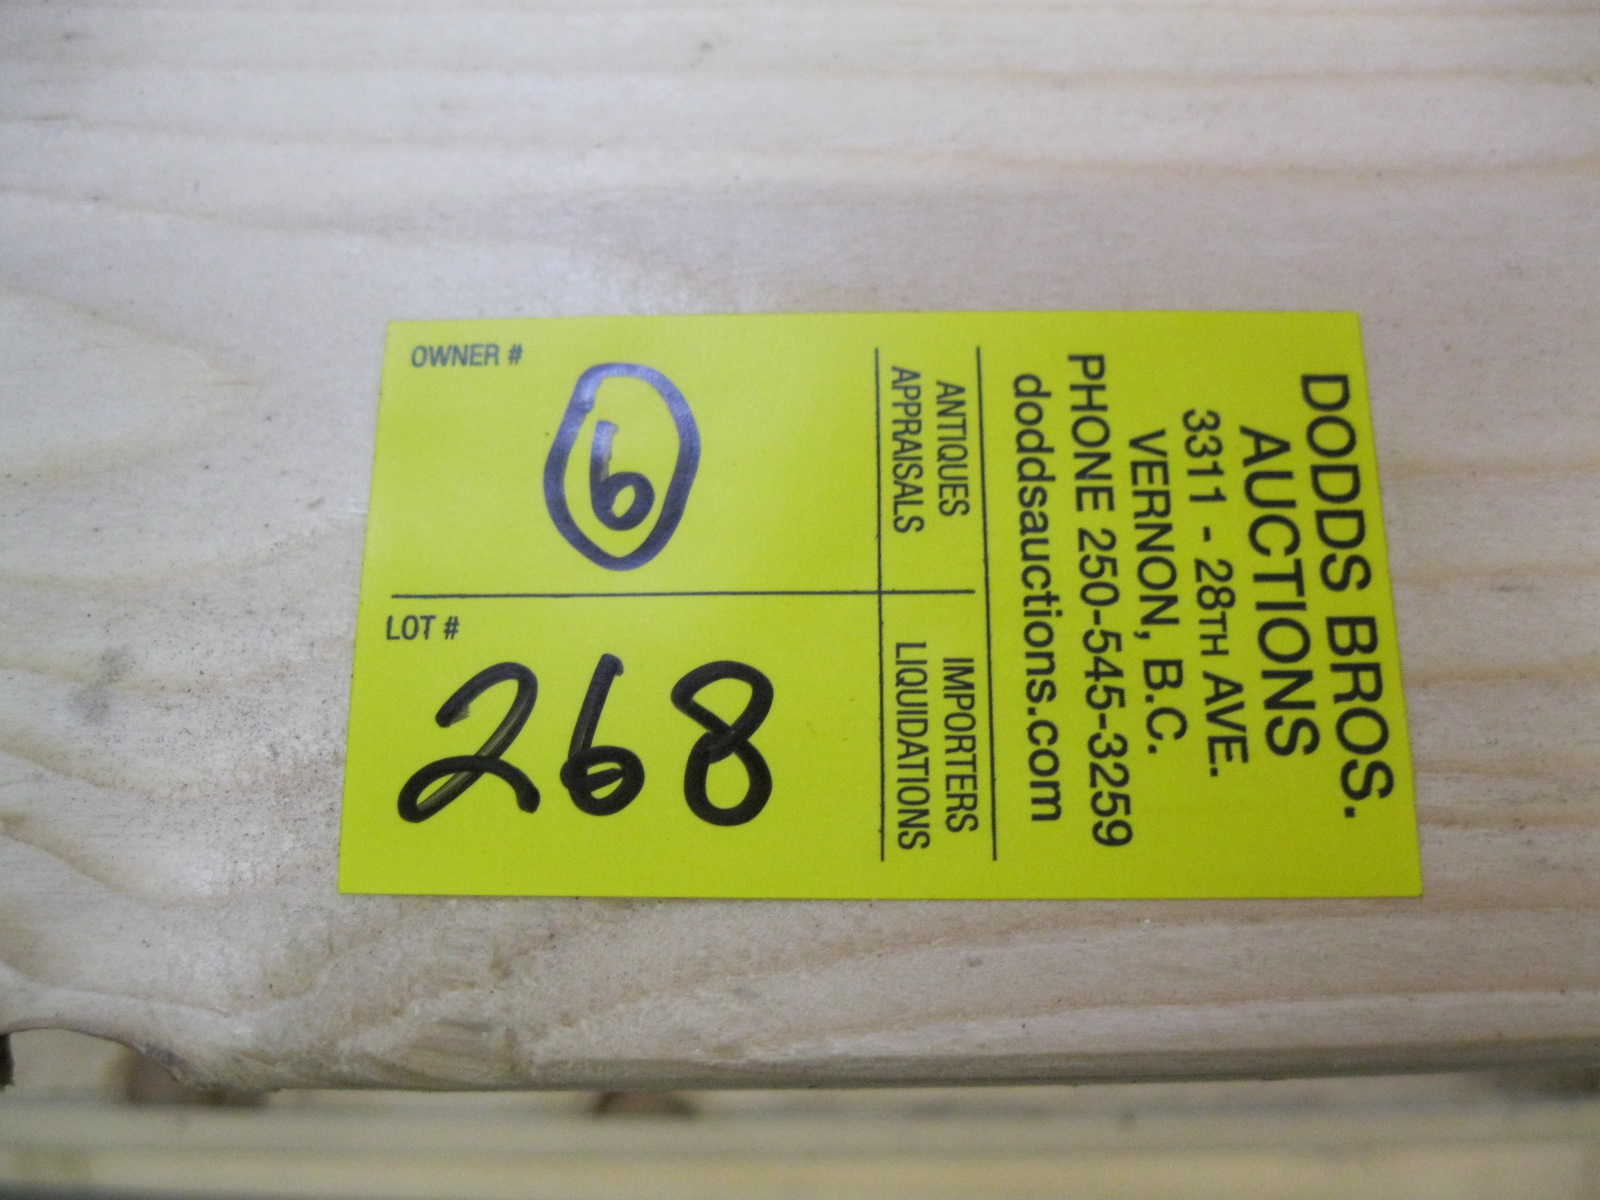 DODDS BROS.
AUCTIONS
3311 - 28TH AVE.
VERNON, B.C.
PHONE 250-545-3259
doddsauctions.com
ANTIQUES
APPRAISALS
IMPORTERS
LIQUIDATIONS
OWNER #
6
LOT #
268